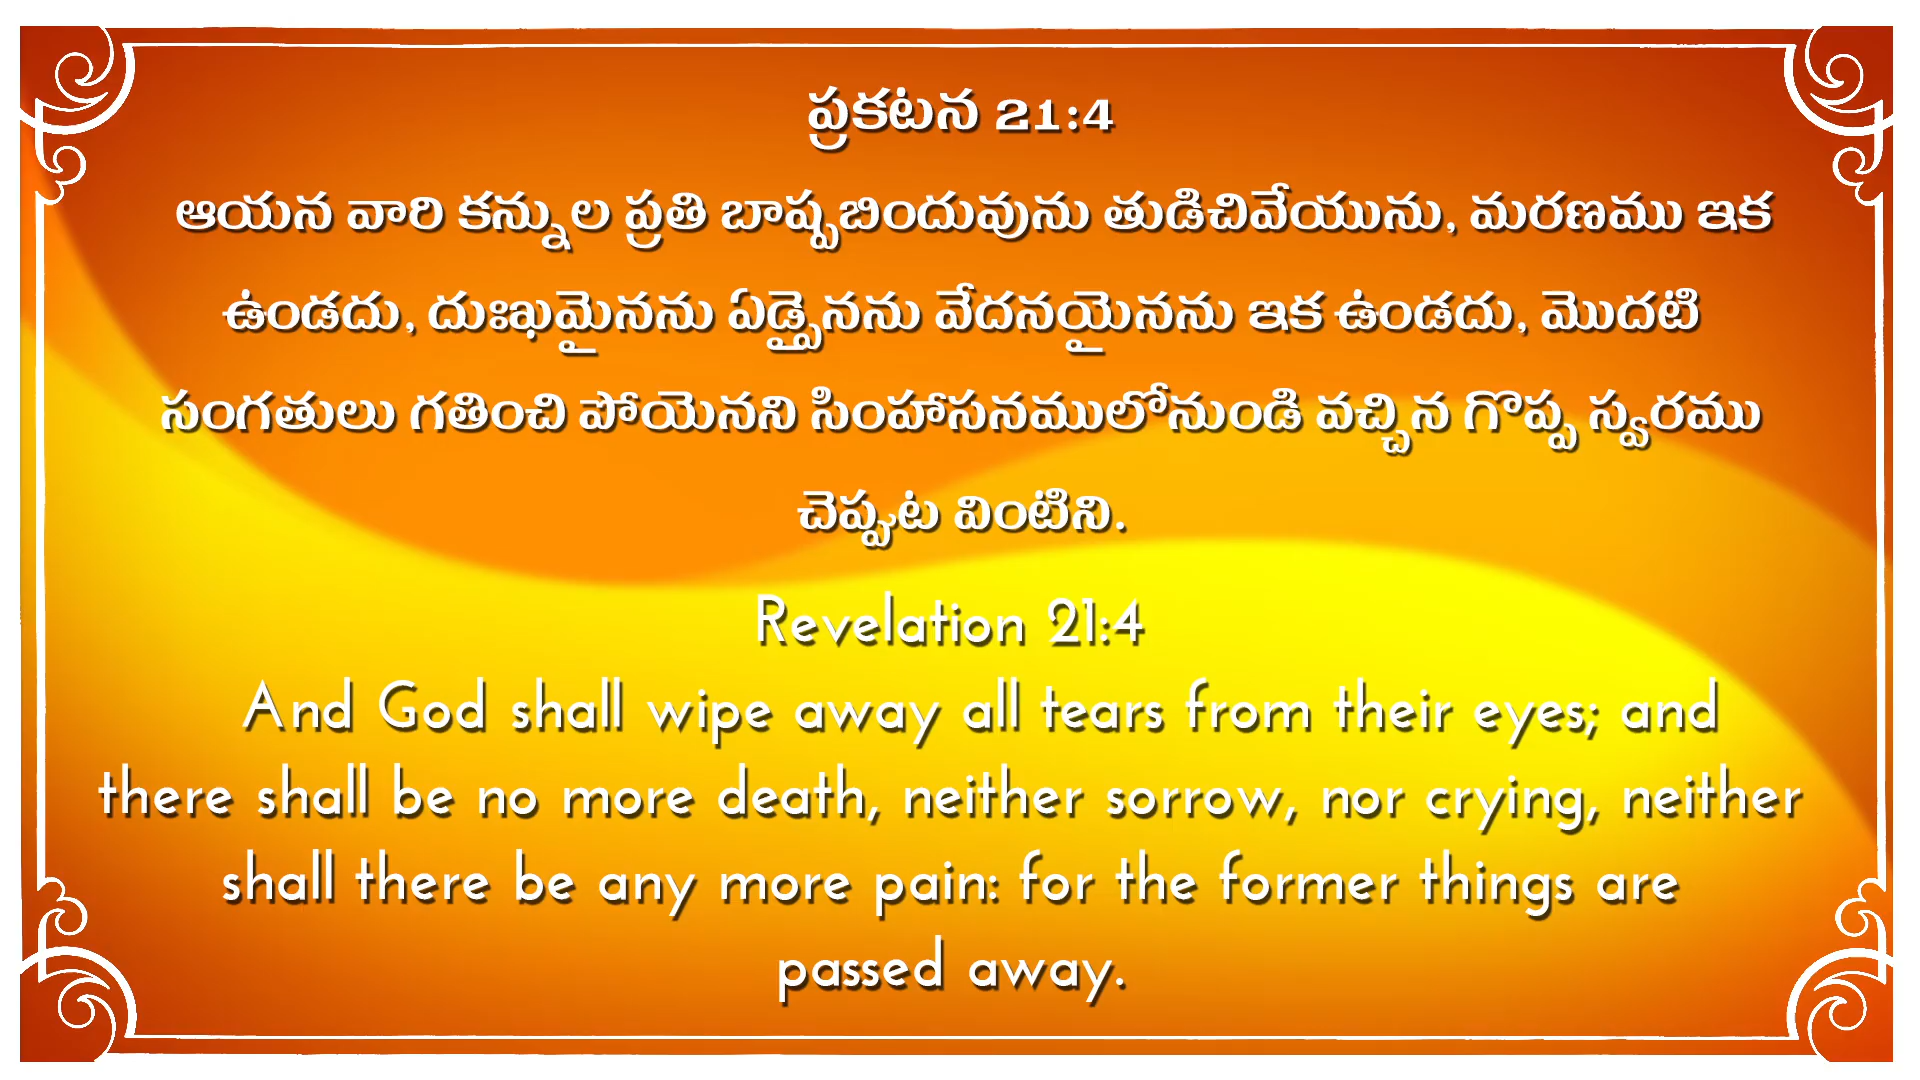 ప్రకటన 21:4
ఆయన వారి కన్నుల ప్రతి బాష్పబిందువును తుడిచివేయును, మరణము ఇక
ఉండదు, దుఃఖమైనను ఏడ్పైనను వేదనయైనను ఇక ఉండదు, మొదటి
సంగతులు గతించి పోయెనని సింహాసనములోనుండి వచ్చిన గొప్ప స్వరము
చెప్పుట వింటిని.
Revelation 21:4
And God shall wipe away all tears from their eyes; and
there shall be no more death, neither sorrow, nor crying, neither
shall there be any more pain: for the former things are
passed away.